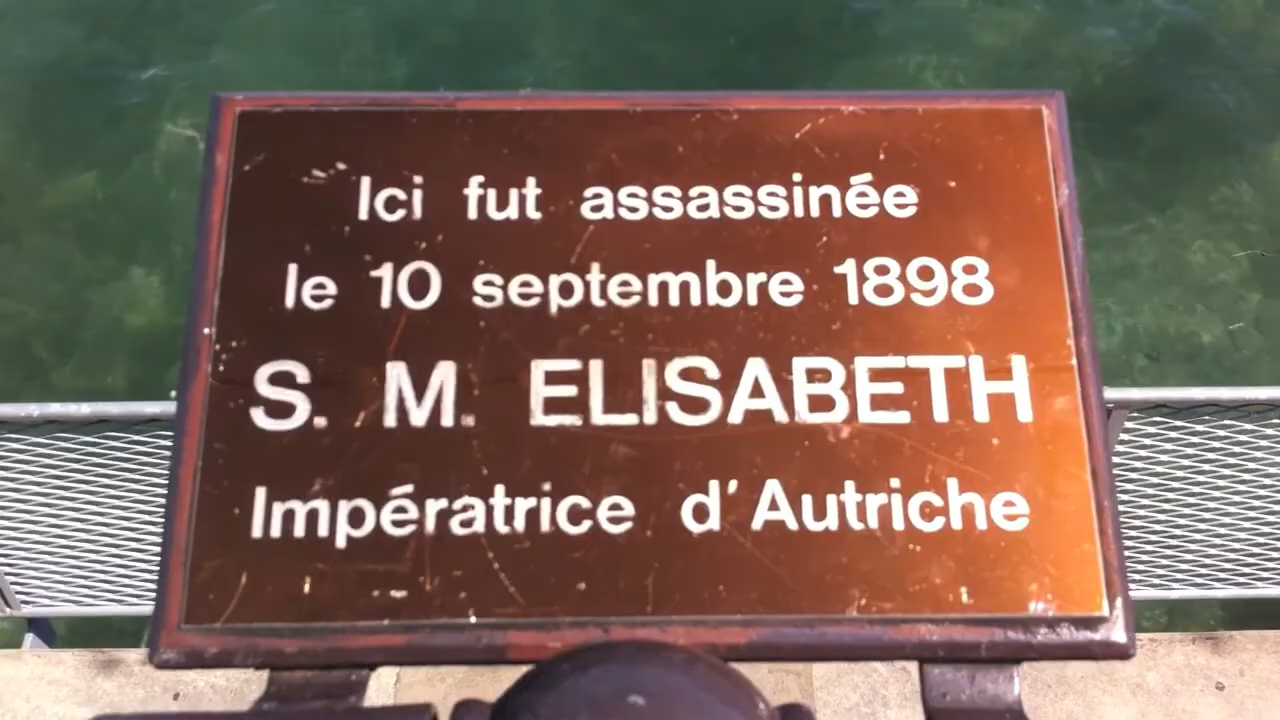 Ici fut assassinée
le 10 septembre 1898
S. M. ELISABETH
Impératrice d'Autriche